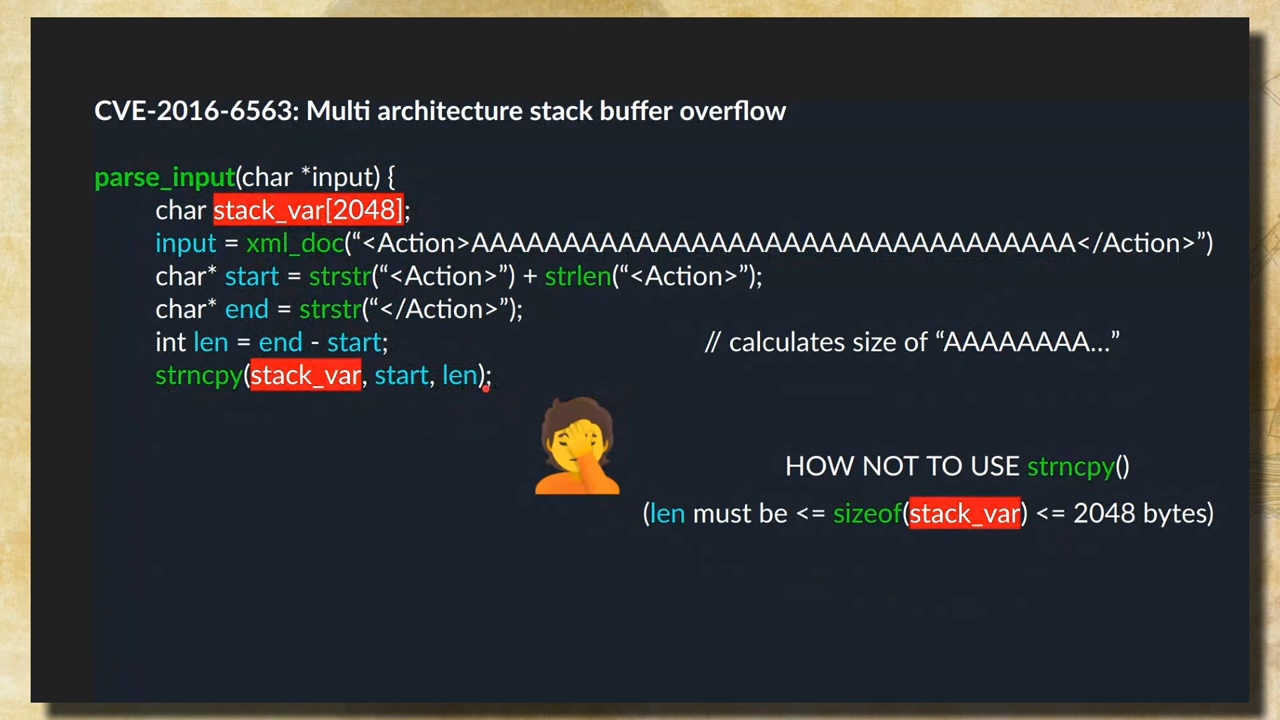 CVE-2016-6563: Multi architecture stack buffer overflow
parse_input(char *input) {
char stack_var[2048];
input = xml_doc(“<Action>AAAAAAAAAAAAAAAAAAAAAAAAAAAAAAAAAAAAAAA</Action>”)
char* start = strstr(“<Action>”) + strlen(“<Action>”);
char* end = strstr(“</Action>”);
int len = end - start; // calculates size of “AAAAAAAA...”
strncpy(stack_var, start, len);
HOW NOT TO USE strncpy()
(len must be <= sizeof(stack_var) <= 2048 bytes)